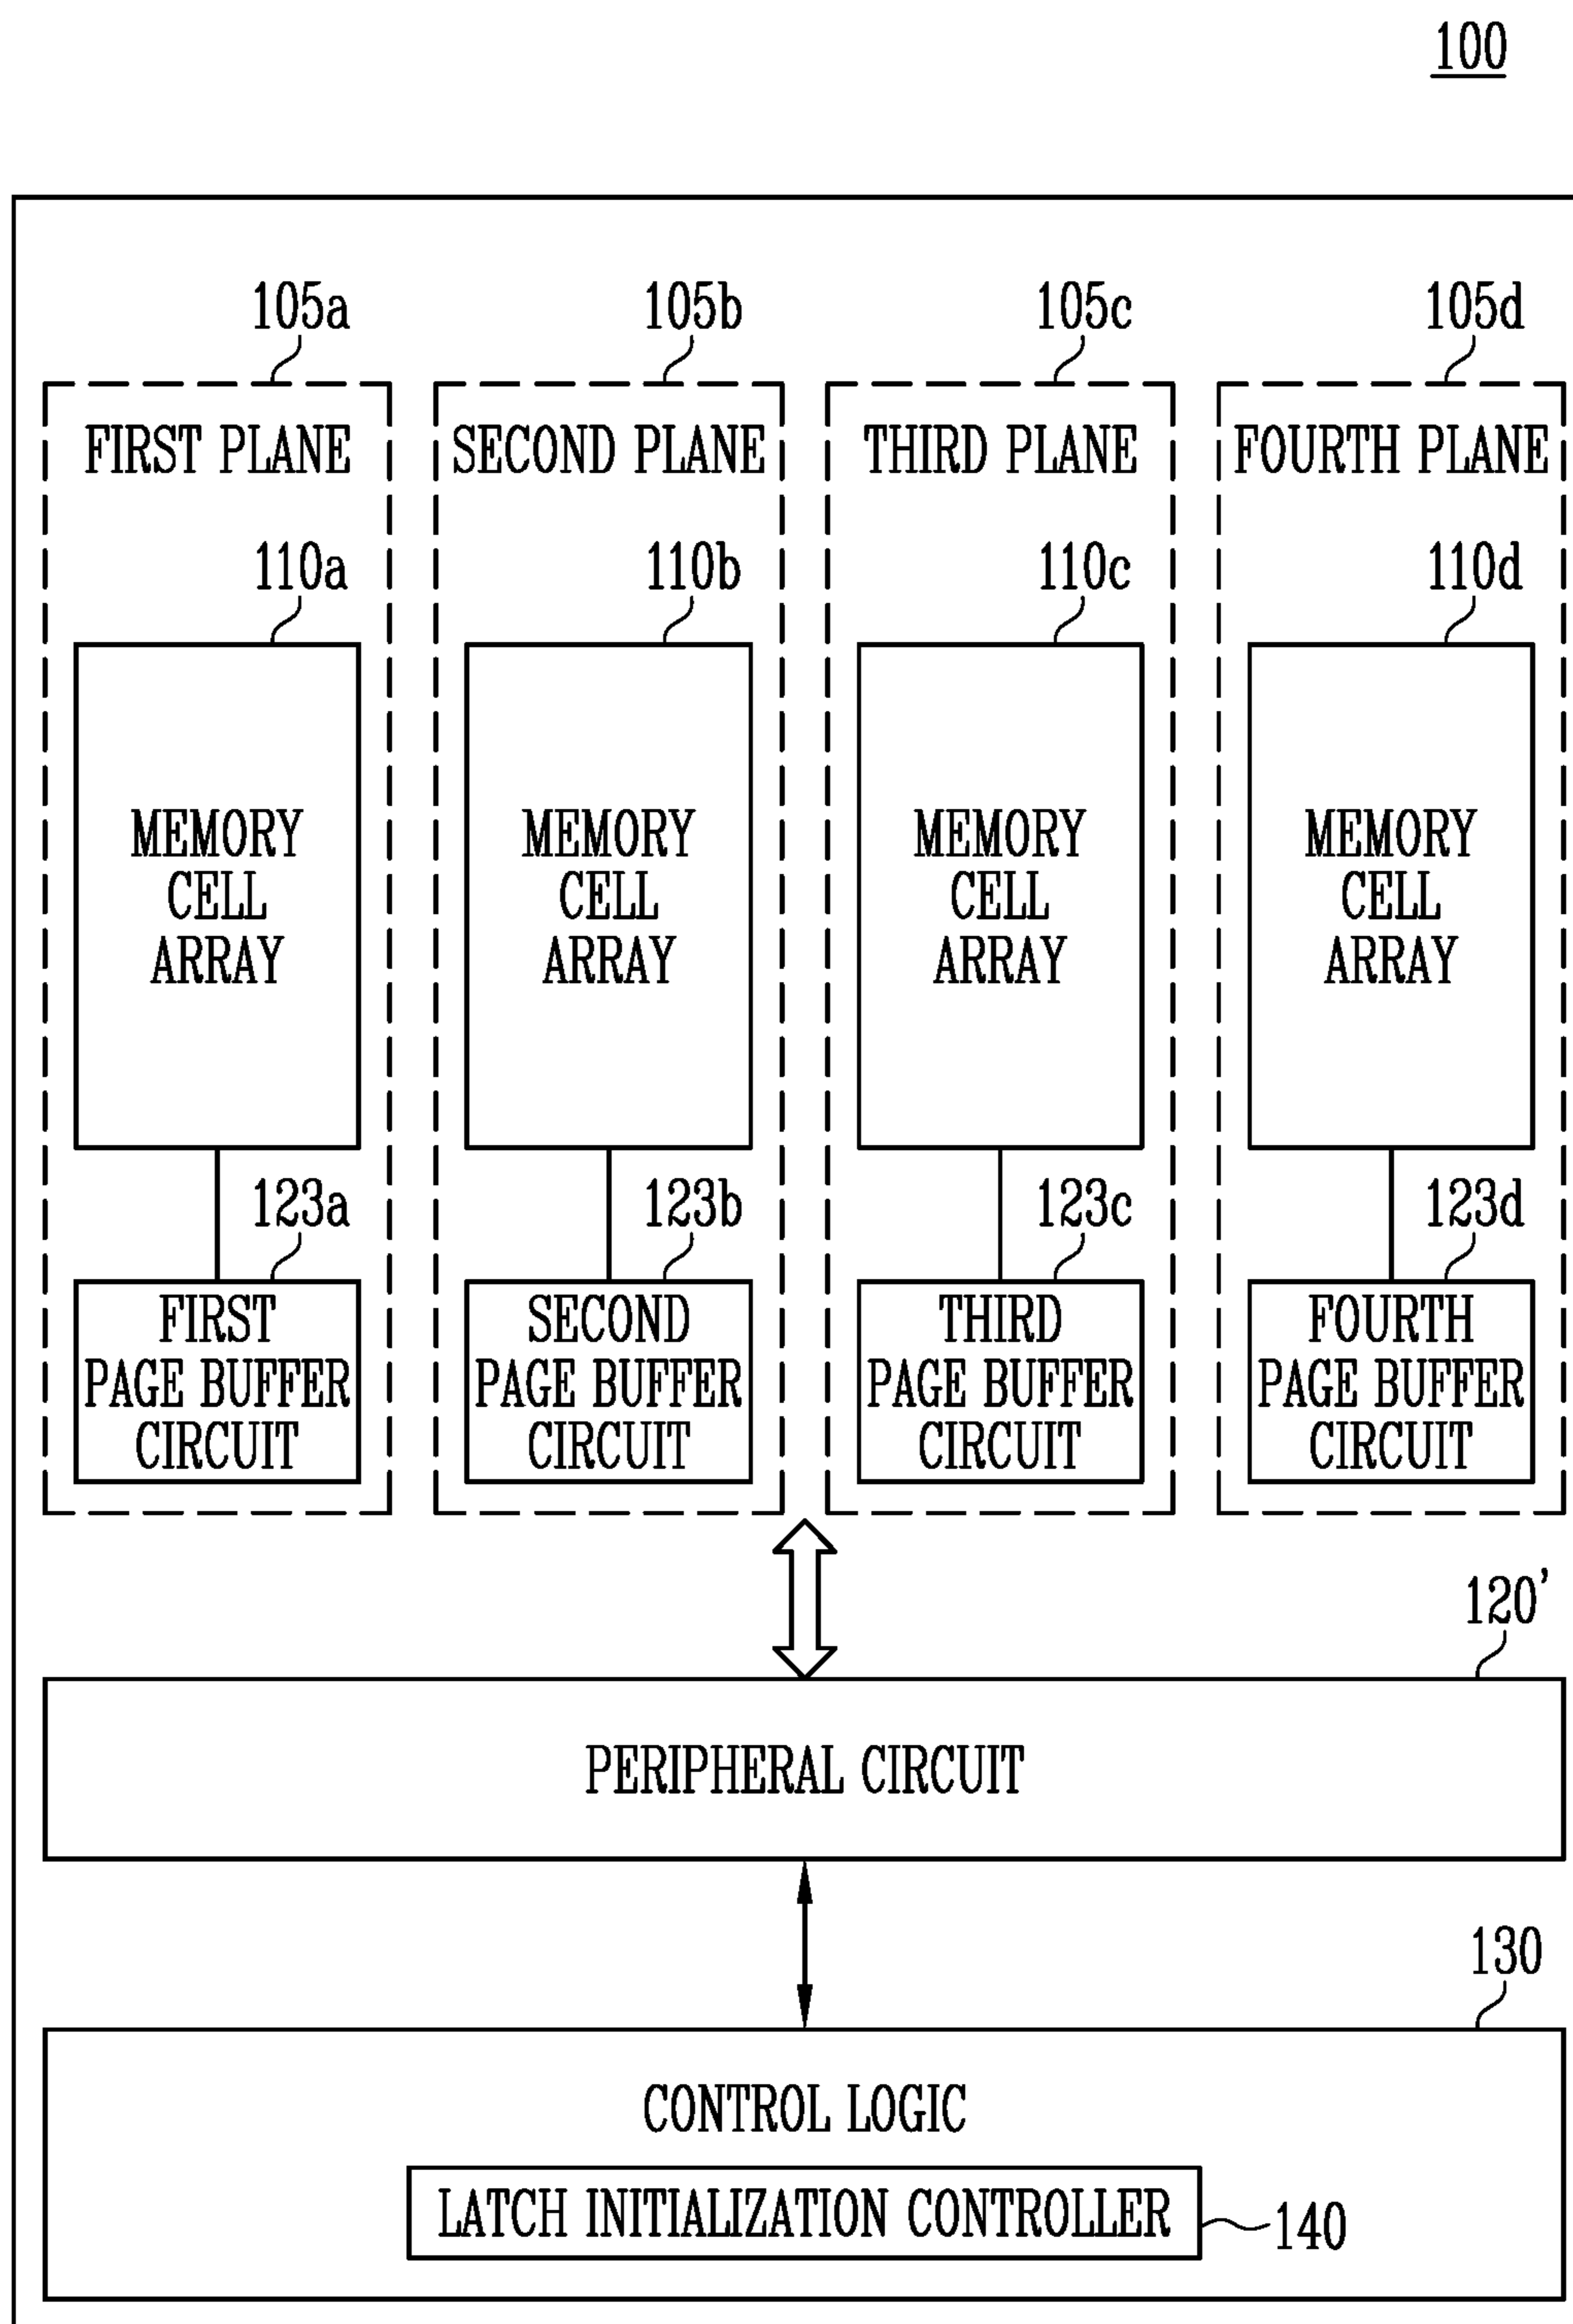 100
105a
105b
105c
105d
FIRST PLANE
SECOND PLANE
THIRD PLANE
FOURTH PLANE
110a
110b
110c
110d
MEMORY
CELL
ARRAY
MEMORY
CELL
ARRAY
MEMORY
CELL
ARRAY
MEMORY
CELL
ARRAY
123a
123b
123c
123d
FIRST
PAGE BUFFER
CIRCUIT
SECOND
PAGE BUFFER
CIRCUIT
THIRD
PAGE BUFFER
CIRCUIT
FOURTH
PAGE BUFFER
CIRCUIT
120'
PERIPHERAL CIRCUIT
130
CONTROL LOGIC
LATCH INITIALIZATION CONTROLLER
140